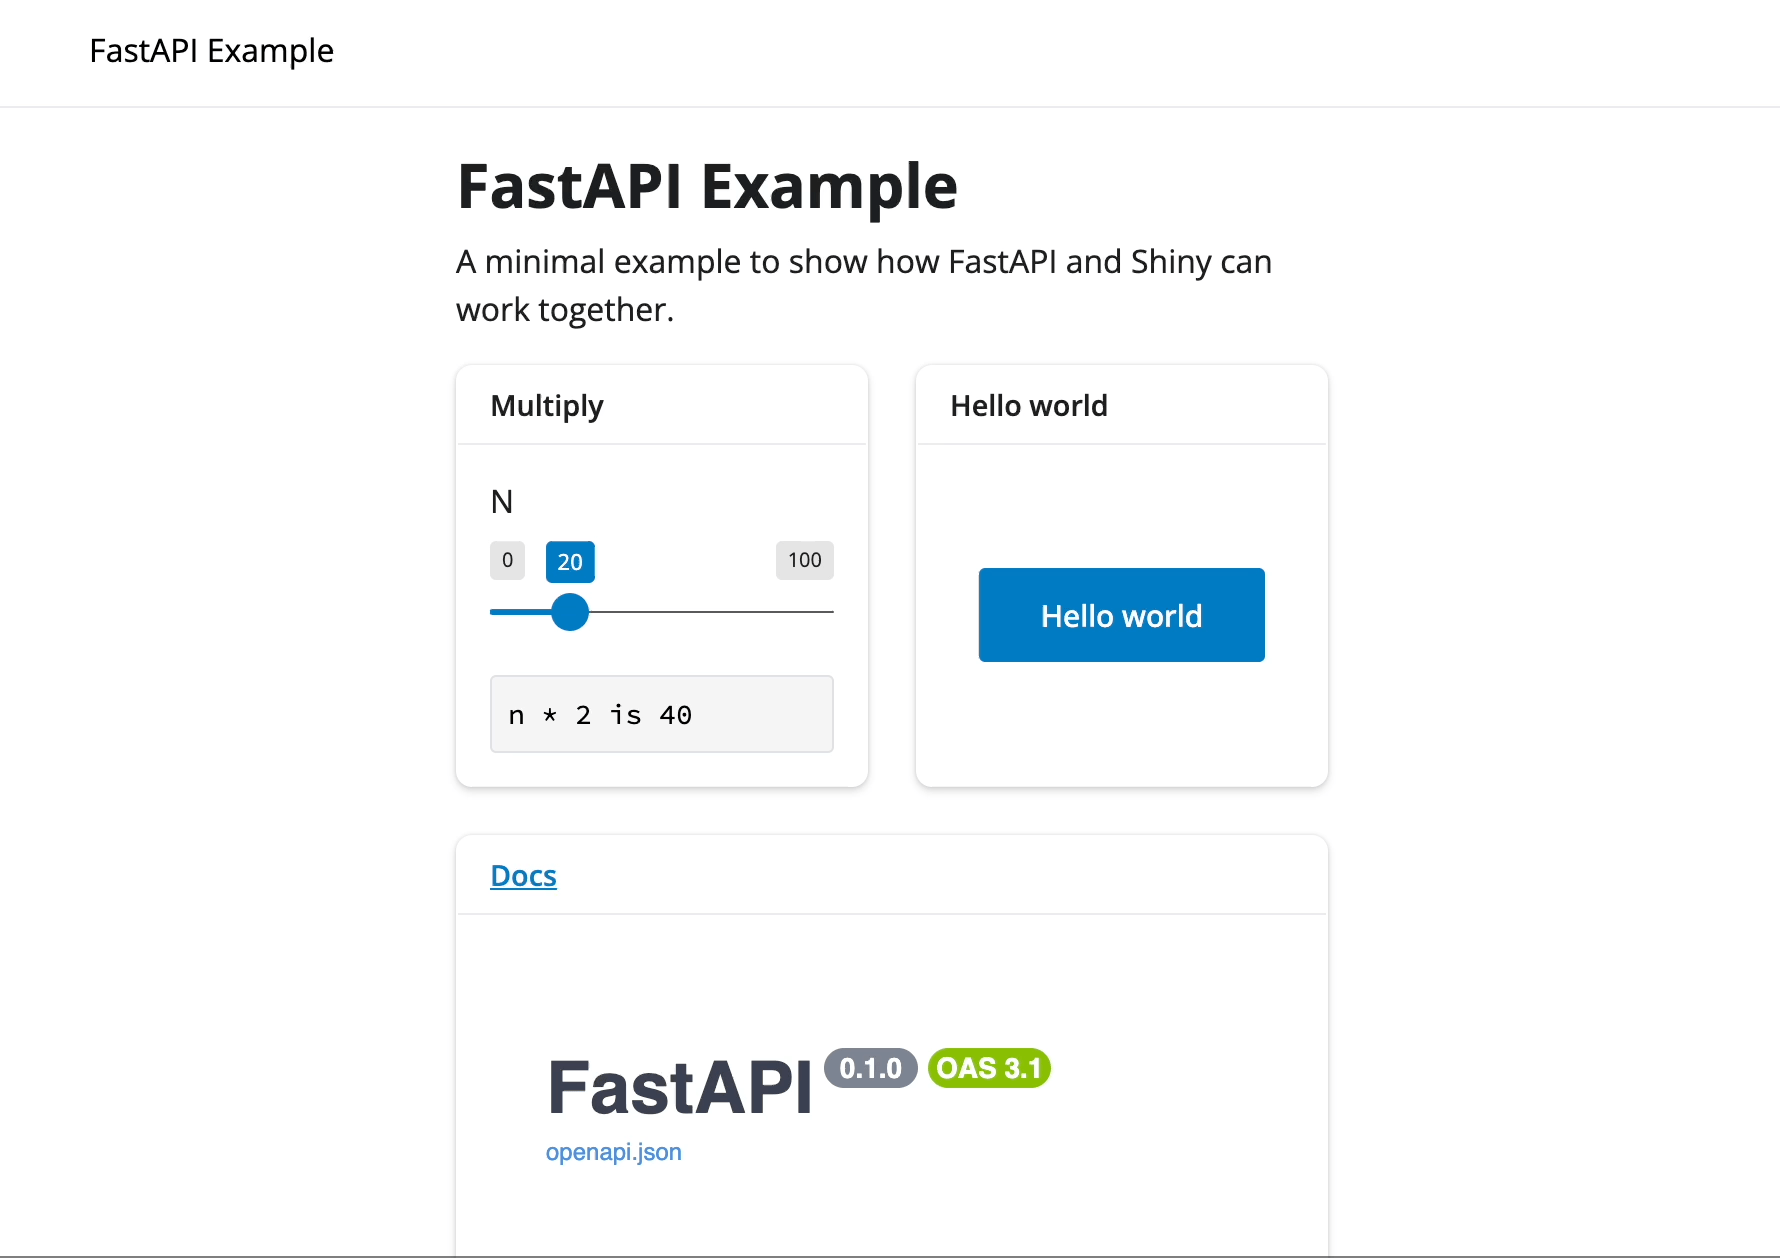 FastAPI Example
FastAPI Example
A minimal example to show how FastAPI and Shiny can
work together.
Multiply
N
0 20 100
n * 2 is 40
Hello world
Hello world
Docs
FastAPI 0.1.0 OAS 3.1
openapi.json